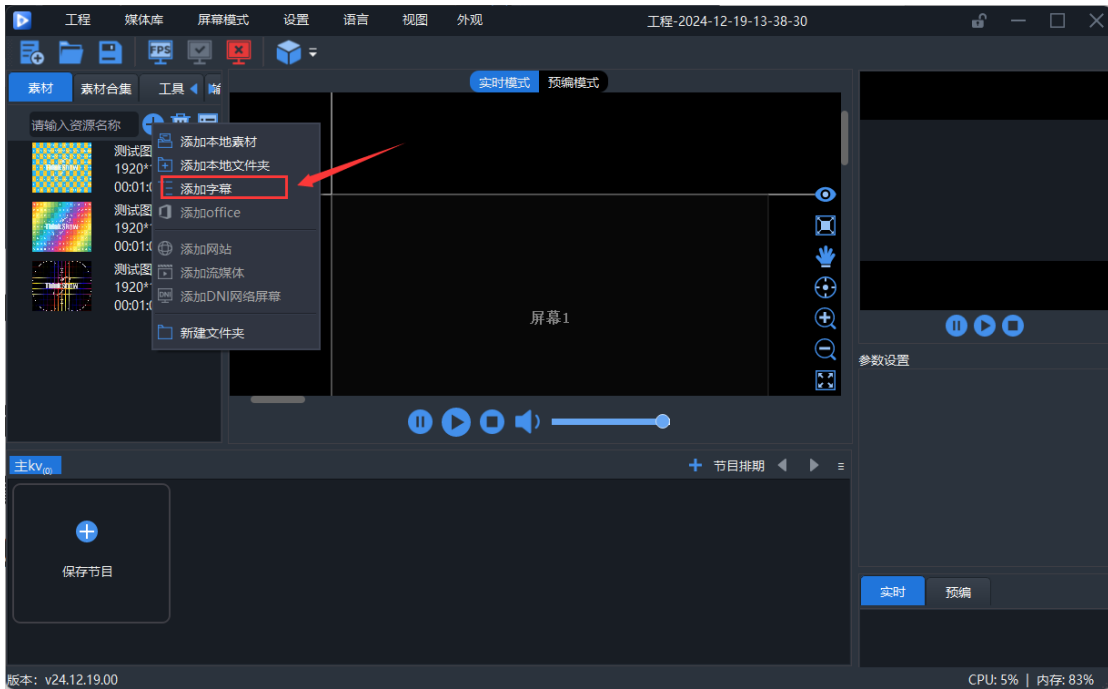 工程 媒体库 屏幕模式 设置 语言 视图 外观 工程-2024-12-19-13-38-30
FPS
素材 素材合集 工具
实时模式 预编模式
请输入资源名称
添加本地素材
添加本地文件夹
添加字幕
添加office
添加网站
添加流媒体
DNI 添加DNI网络屏幕
新建文件夹
测试图
1920*
00:01:0
测试图
1920*
00:01:0
测试图
1920*
00:01:0
屏幕1
参数设置
主kv(0) 节目排期
保存节目
实时 预编
版本: v24.12.19.00 CPU: 5% | 内存: 83%